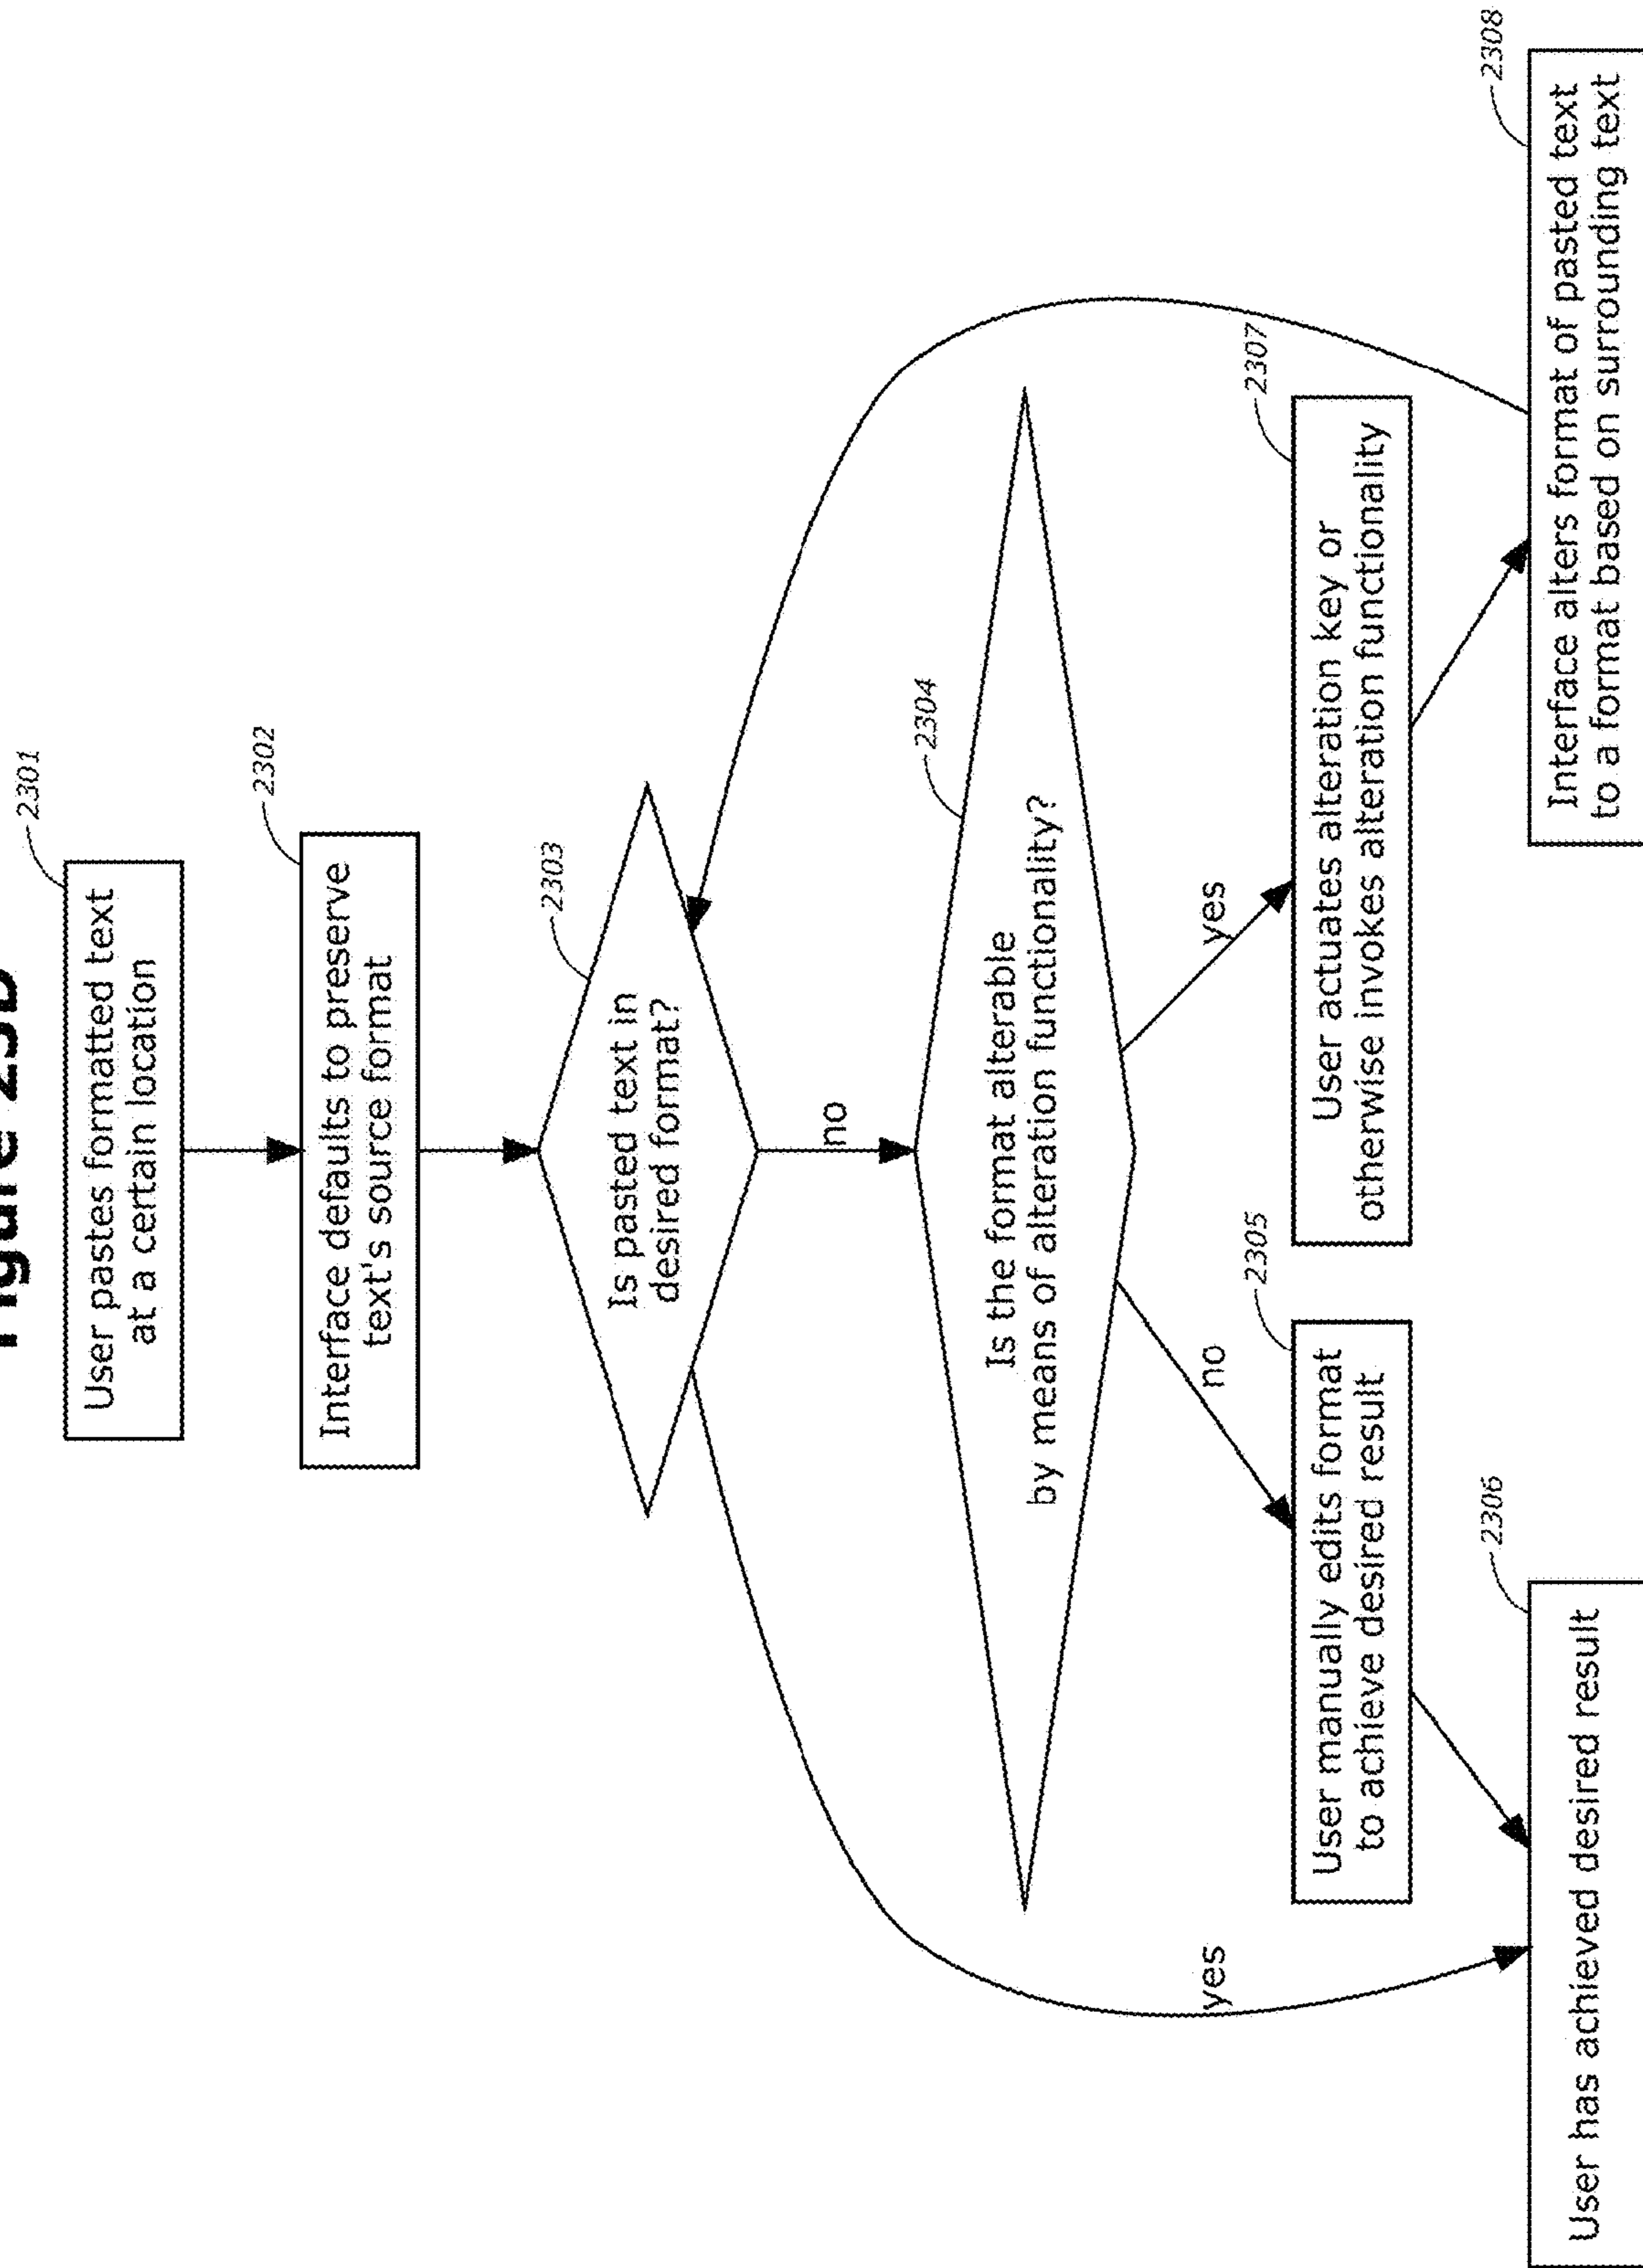 2301
User pastes formatted text
at a certain location
2302
Interface defaults to preserve
text's source format
2303
Is pasted text in
desired format?
no
2304
Is the format alterable
by means of alteration functionality?
yes
no
yes
2305
User manually edits format
to achieve desired result
2307
User actuates alteration key or
otherwise invokes alteration functionality
2306
User has achieved desired result
2308
Interface alters format of pasted text
to a format based on surrounding text